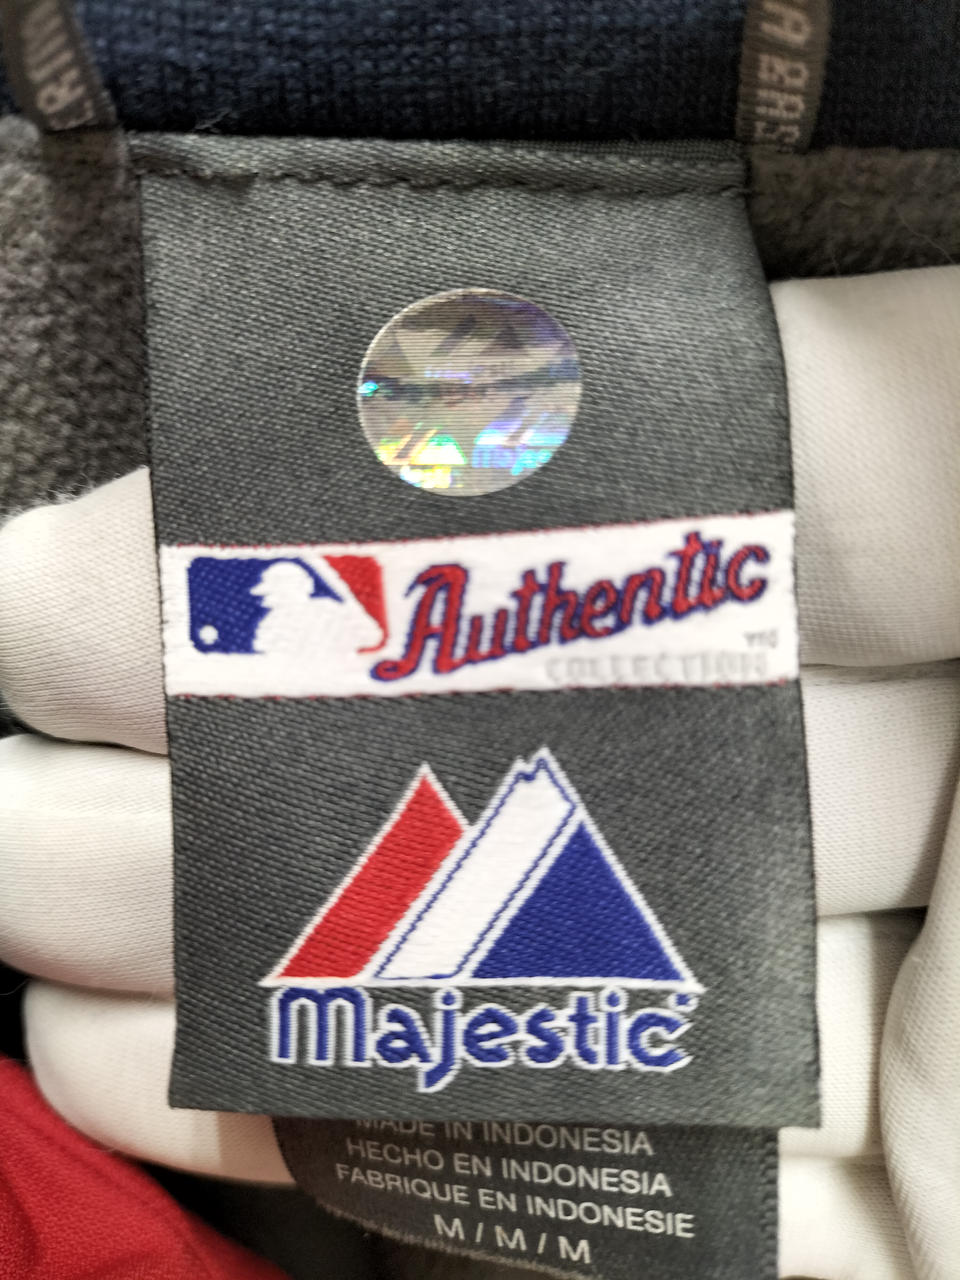 Authentic
COLLECTION
Majestic
MADE IN INDONESIA
HECHO EN INDONESIA
FABRIQUE EN INDONESIE
M / M / M